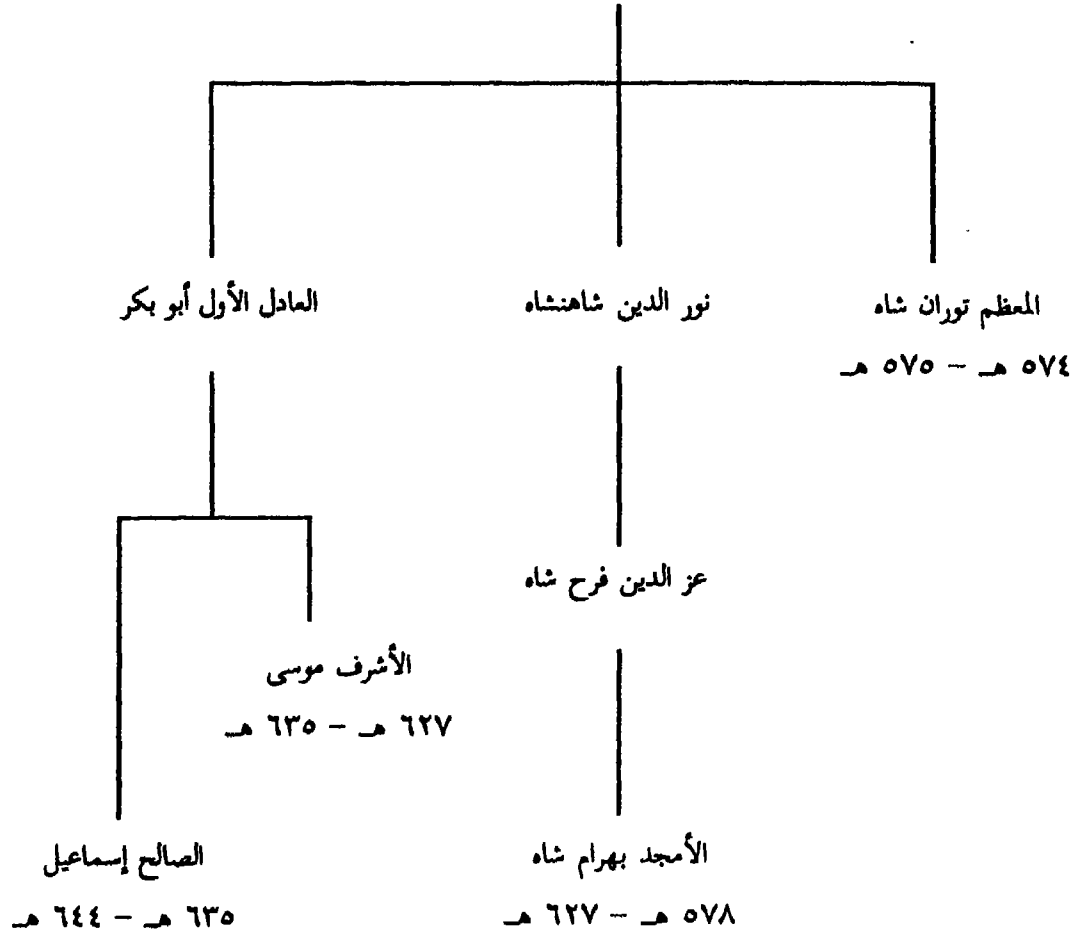 المعظم توران شاه
٥٧٤ هـ – ٥٧٥ هـ
نور الدين شاهنشاه
العادل الأول أبو بكر
عز الدين فرح شاه
الأشرف موسى
٦٢٧ هـ – ٦٣٥ هـ
الأمجد بهرام شاه
٥٧٨ هـ – ٦٢٧ هـ
الصالح إسماعيل
٦٣٥ هـ – ٦٤٤ هـ